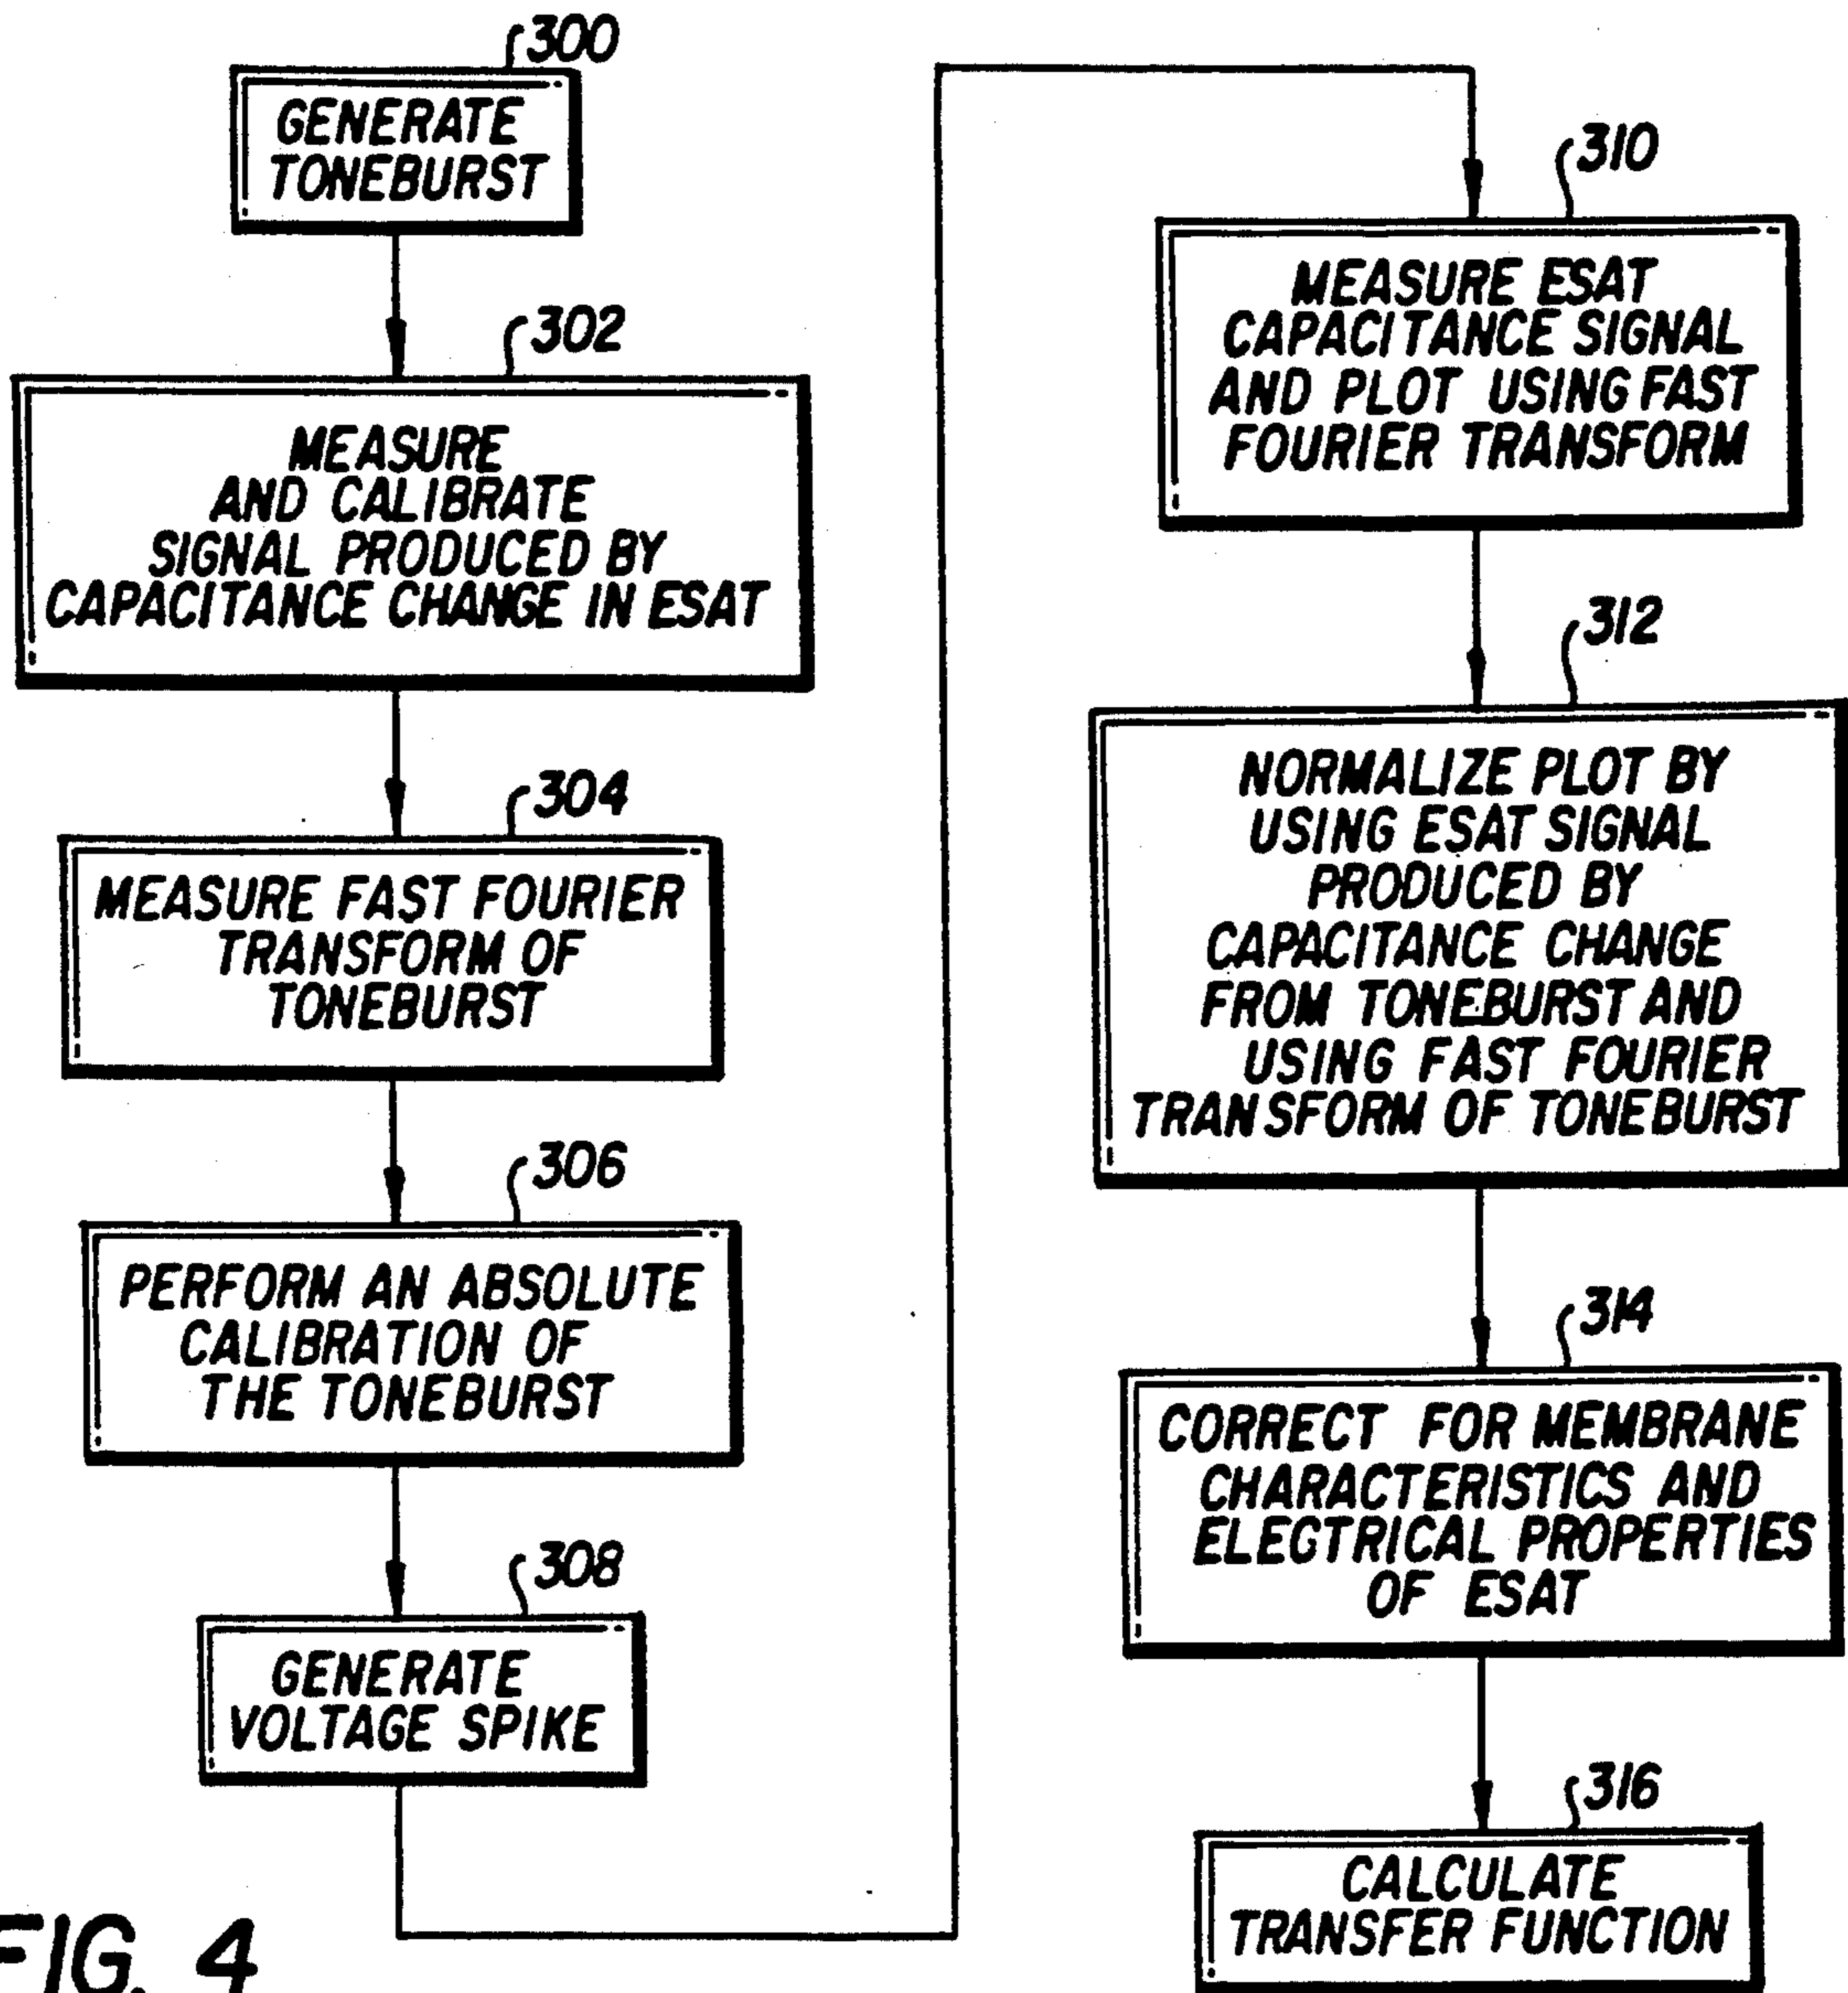 300
GENERATE
TONEBURST
302
MEASURE
AND CALIBRATE
SIGNAL PRODUCED BY
CAPACITANCE CHANGE IN ESAT
304
MEASURE FAST FOURIER
TRANSFORM OF
TONEBURST
306
PERFORM AN ABSOLUTE
CALIBRATION OF
THE TONEBURST
308
GENERATE
VOLTAGE SPIKE
310
MEASURE ESAT
CAPACITANCE SIGNAL
AND PLOT USING FAST
FOURIER TRANSFORM
312
NORMALIZE PLOT BY
USING ESAT SIGNAL
PRODUCED BY
CAPACITANCE CHANGE
FROM TONEBURST AND
USING FAST FOURIER
TRANSFORM OF TONEBURST
314
CORRECT FOR MEMBRANE
CHARACTERISTICS AND
ELECTRICAL PROPERTIES
OF ESAT
316
CALCULATE
TRANSFER FUNCTION
FIG. 4